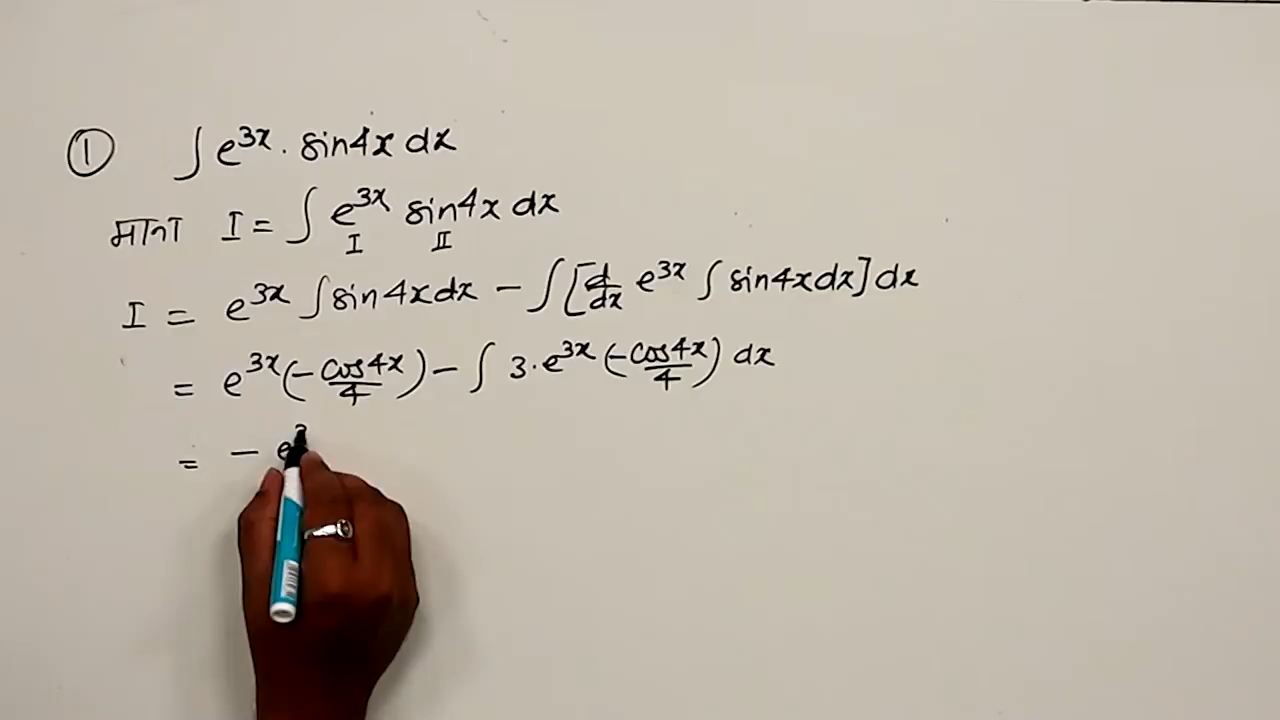 ① ∫ e^{3x} · sin4x dx
माना I = ∫ e^{3x} sin4x dx
I II
I = e^{3x} ∫ sin4x dx − ∫ [d/dx e^{3x} ∫ sin4x dx] dx
= e^{3x} (− cos4x/4) − ∫ 3·e^{3x} (− cos4x/4) dx
= − e^3